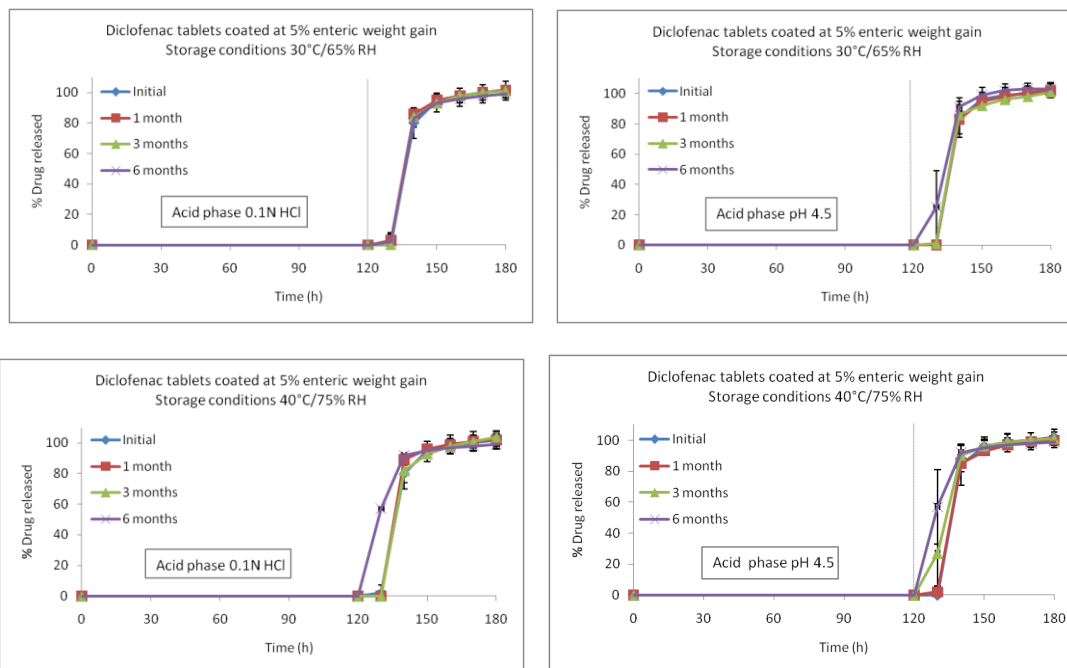 Diclofenac tablets coated at 5% enteric weight gain
Storage conditions 30°C/65% RH
% Drug released
100
80
60
40
20
0
Initial
1 month
3 months
6 months
Acid phase 0.1N HCl
0 30 60 90 120 150 180
Time (h)
Diclofenac tablets coated at 5% enteric weight gain
Storage conditions 30°C/65% RH
% Drug released
100
80
60
40
20
0
Initial
1 month
3 months
6 months
Acid phase pH 4.5
0 30 60 90 120 150 180
Time (h)
Diclofenac tablets coated at 5% enteric weight gain
Storage conditions 40°C/75% RH
% Drug released
100
80
60
40
20
0
Initial
1 month
3 months
6 months
Acid phase 0.1N HCl
0 30 60 90 120 150 180
Time (h)
Diclofenac tablets coated at 5% enteric weight gain
Storage conditions 40°C/75% RH
% Drug released
100
80
60
40
20
0
Initial
1 month
3 months
6 months
Acid phase pH 4.5
0 30 60 90 120 150 180
Time (h)